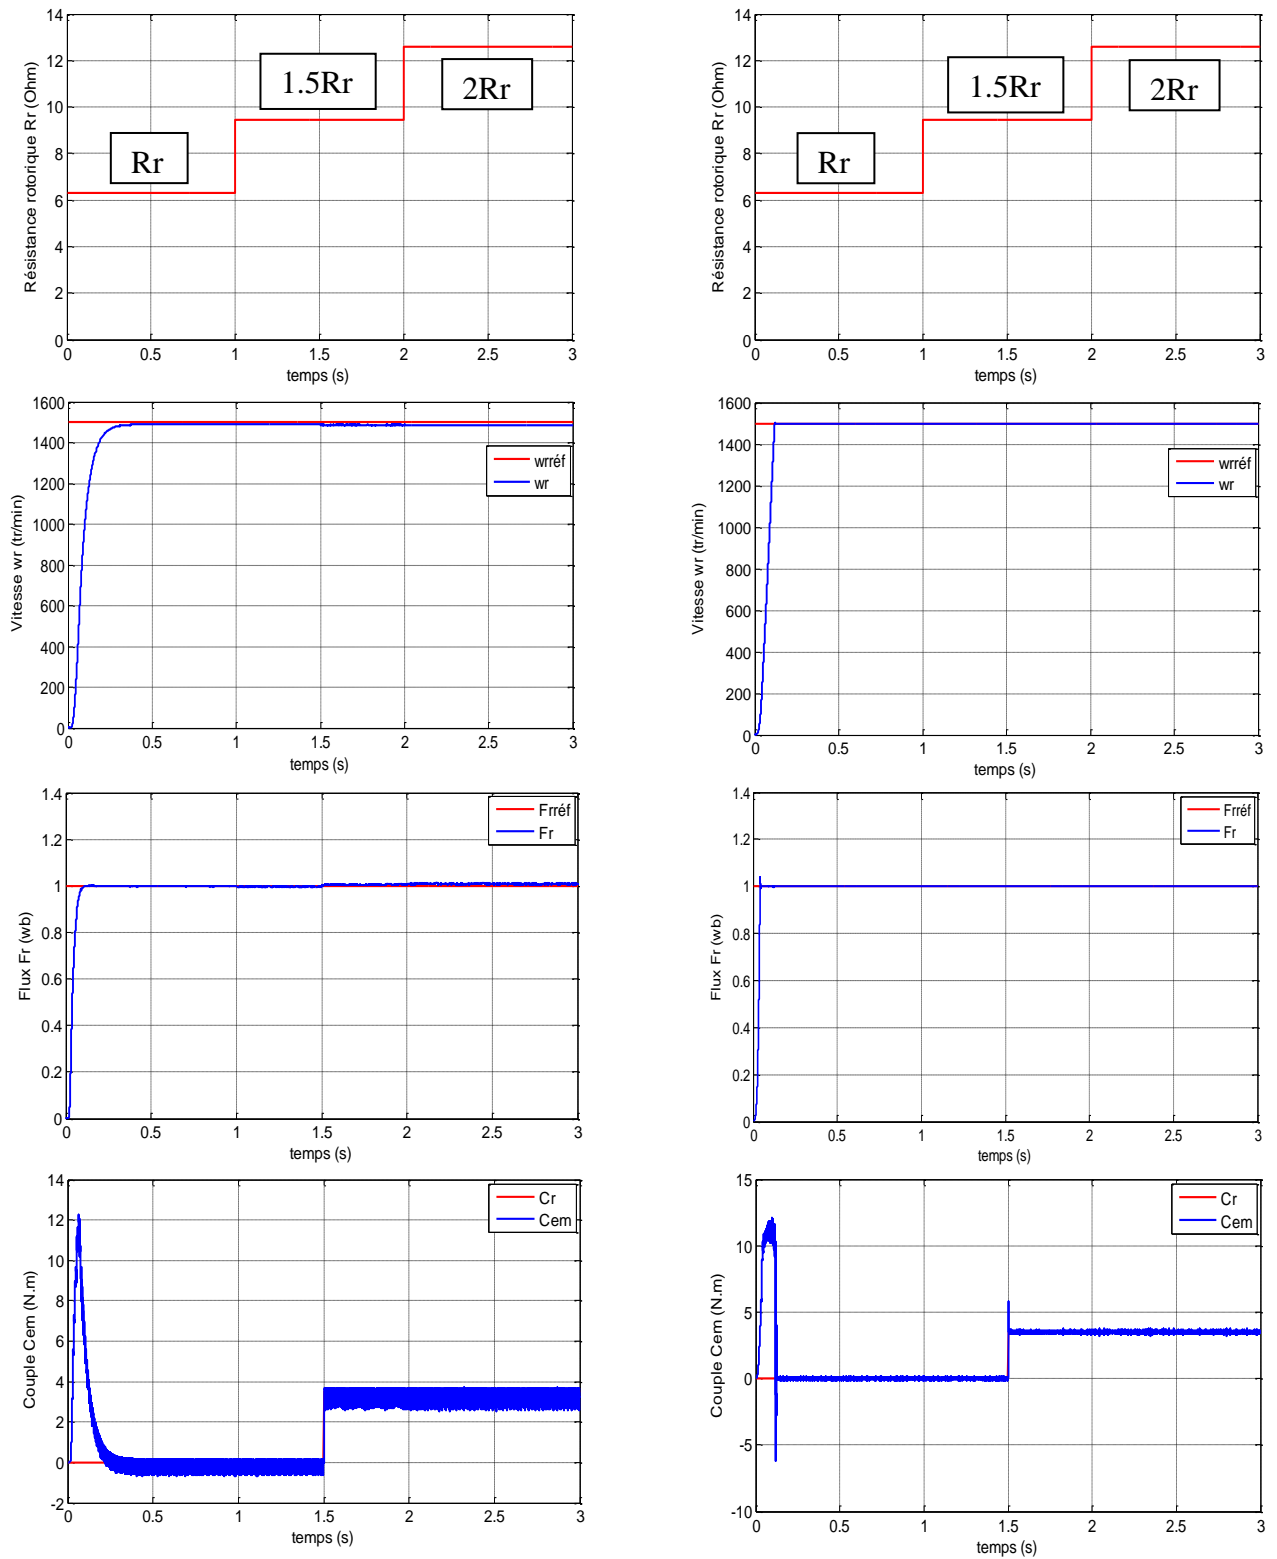 14
12
10
8
6
4
2
0
Résistance rotorique Rr (Ohm)
Rr
1.5Rr
2Rr
0 0.5 1 1.5 2 2.5 3
temps (s)
14
12
10
8
6
4
2
0
Résistance rotorique Rr (Ohm)
Rr
1.5Rr
2Rr
0 0.5 1 1.5 2 2.5 3
temps (s)
1600
1400
1200
1000
800
600
400
200
0
Vitesse wr (tr/min)
wrréf
wr
0 0.5 1 1.5 2 2.5 3
temps (s)
1600
1400
1200
1000
800
600
400
200
0
Vitesse wr (tr/min)
wrréf
wr
0 0.5 1 1.5 2 2.5 3
temps (s)
1.4
1.2
1
0.8
0.6
0.4
0.2
0
Flux Fr (wb)
Frréf
Fr
0 0.5 1 1.5 2 2.5 3
temps (s)
1.4
1.2
1
0.8
0.6
0.4
0.2
0
Flux Fr (wb)
Frréf
Fr
0 0.5 1 1.5 2 2.5 3
temps (s)
14
12
10
8
6
4
2
0
-2
Couple Cem (N.m)
Cr
Cem
0 0.5 1 1.5 2 2.5 3
temps (s)
15
10
5
0
-5
-10
Couple Cem (N.m)
Cr
Cem
0 0.5 1 1.5 2 2.5 3
temps (s)